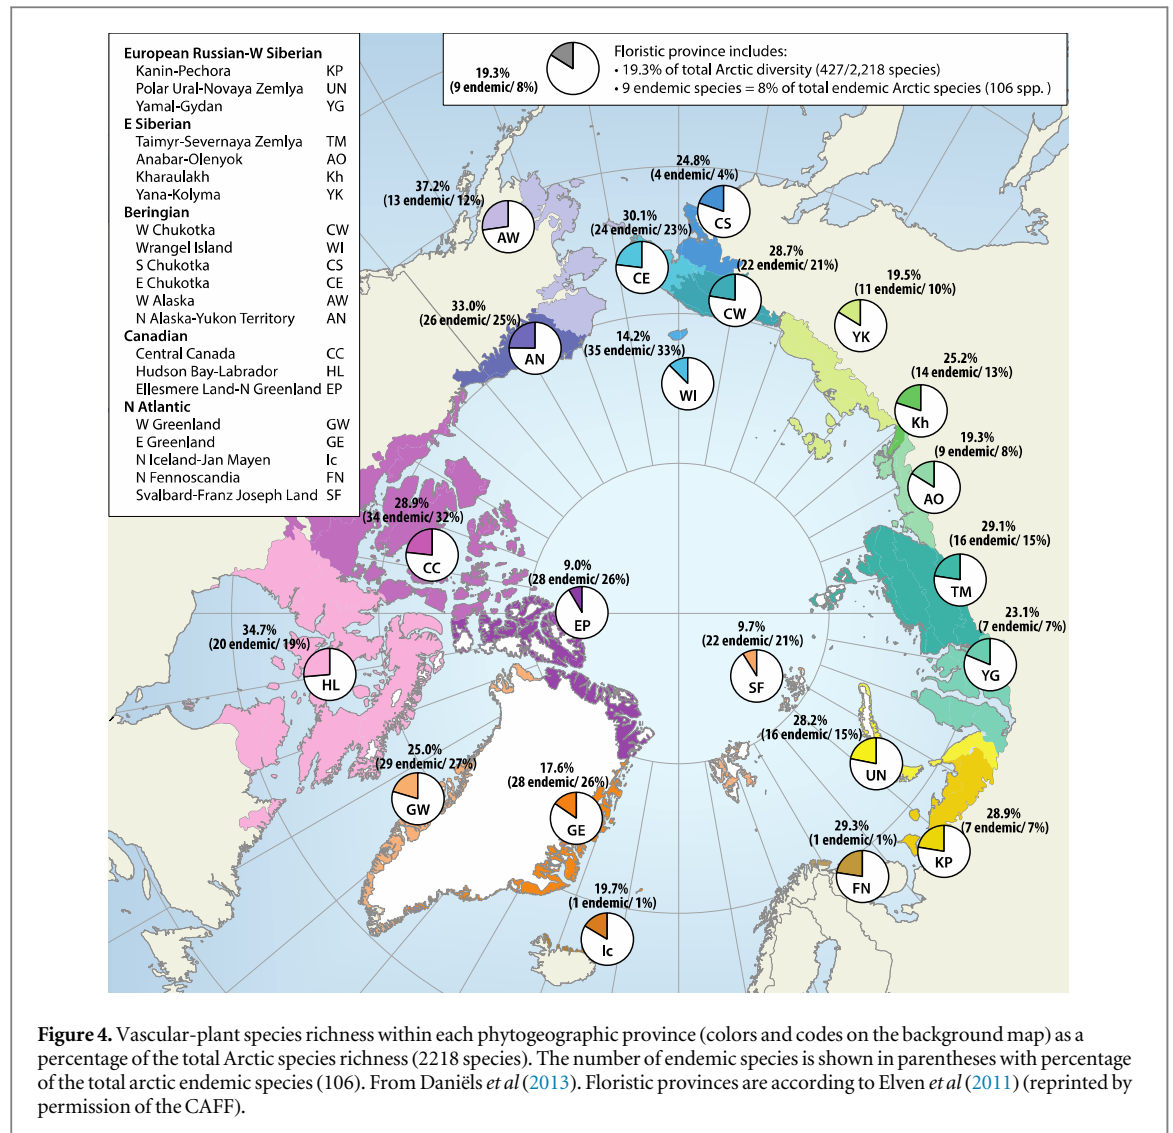 European Russian-W Siberian
Kanin-Pechora KP
Polar Ural-Novaya Zemlya UN
Yamal-Gydan YG
E Siberian
Taimyr-Severnaya Zemlya TM
Anabar-Olenyok AO
Kharaulakh Kh
Yana-Kolyma YK
Beringian
W Chukotka CW
Wrangel Island WI
S Chukotka CS
E Chukotka CE
W Alaska AW
N Alaska-Yukon Territory AN
Canadian
Central Canada CC
Hudson Bay-Labrador HL
Ellesmere Land-N Greenland EP
N Atlantic
W Greenland GW
E Greenland GE
N Iceland-Jan Mayen Ic
N Fennoscandia FN
Svalbard-Franz Joseph Land SF
19.3%
(9 endemic/ 8%)
Floristic province includes:
• 19.3% of total Arctic diversity (427/2,218 species)
• 9 endemic species = 8% of total endemic Arctic species (106 spp. )
24.8%
(4 endemic/ 4%)
CS
37.2%
(13 endemic/ 12%)
AW
30.1%
(24 endemic/ 23%)
CE
28.7%
(22 endemic/ 21%)
CW
19.5%
(11 endemic/ 10%)
YK
33.0%
(26 endemic/ 25%)
AN
14.2%
(35 endemic/ 33%)
WI
25.2%
(14 endemic/ 13%)
Kh
19.3%
(9 endemic/ 8%)
AO
28.9%
(34 endemic/ 32%)
CC
29.1%
(16 endemic/ 15%)
TM
9.0%
(28 endemic/ 26%)
EP
23.1%
(7 endemic/ 7%)
YG
34.7%
(20 endemic/ 19%)
HL
9.7%
(22 endemic/ 21%)
SF
28.2%
(16 endemic/ 15%)
UN
25.0%
(29 endemic/ 27%)
GW
17.6%
(28 endemic/ 26%)
GE
28.9%
(7 endemic/ 7%)
KP
29.3%
(1 endemic/ 1%)
FN
19.7%
(1 endemic/ 1%)
Ic
Figure 4. Vascular-plant species richness within each phytogeographic province (colors and codes on the background map) as a
percentage of the total Arctic species richness (2218 species). The number of endemic species is shown in parentheses with percentage
of the total arctic endemic species (106). From Daniëls et al (2013). Floristic provinces are according to Elven et al (2011) (reprinted by
permission of the CAFF).